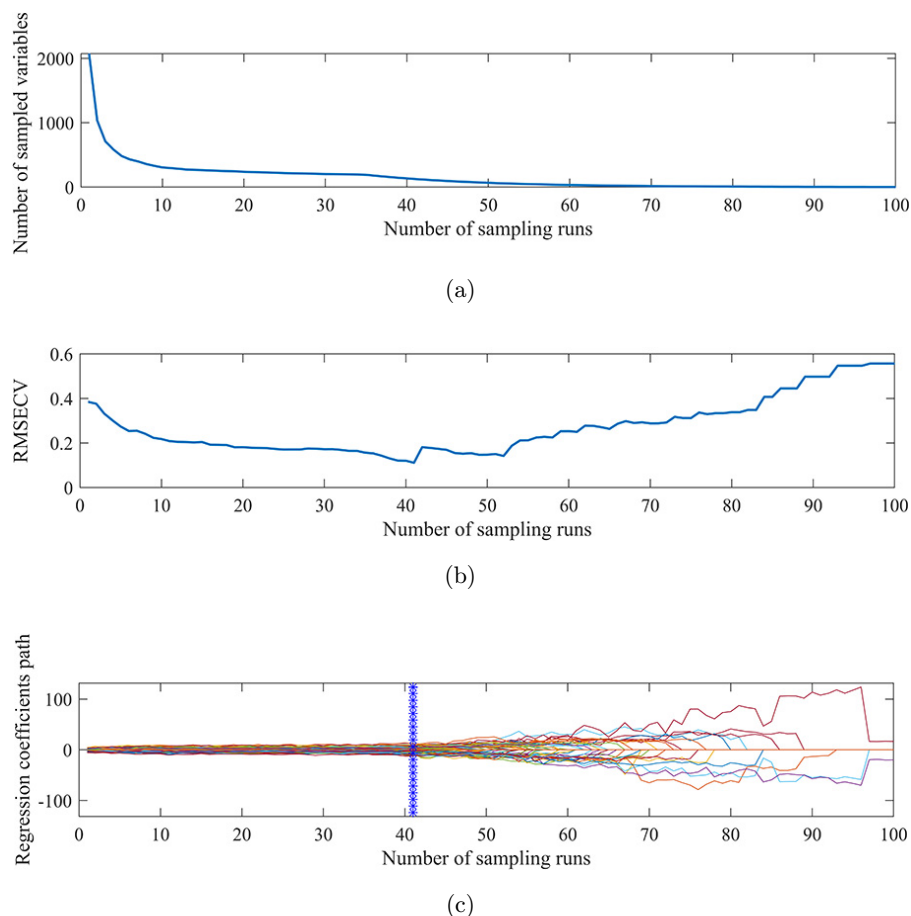 Number of sampled variables
2000
1000
0
0 10 20 30 40 50 60 70 80 90 100
Number of sampling runs
(a)
RMSECV
0.6
0.4
0.2
0
0 10 20 30 40 50 60 70 80 90 100
Number of sampling runs
(b)
Regression coefficients path
100
0
-100
0 10 20 30 40 50 60 70 80 90 100
Number of sampling runs
(c)